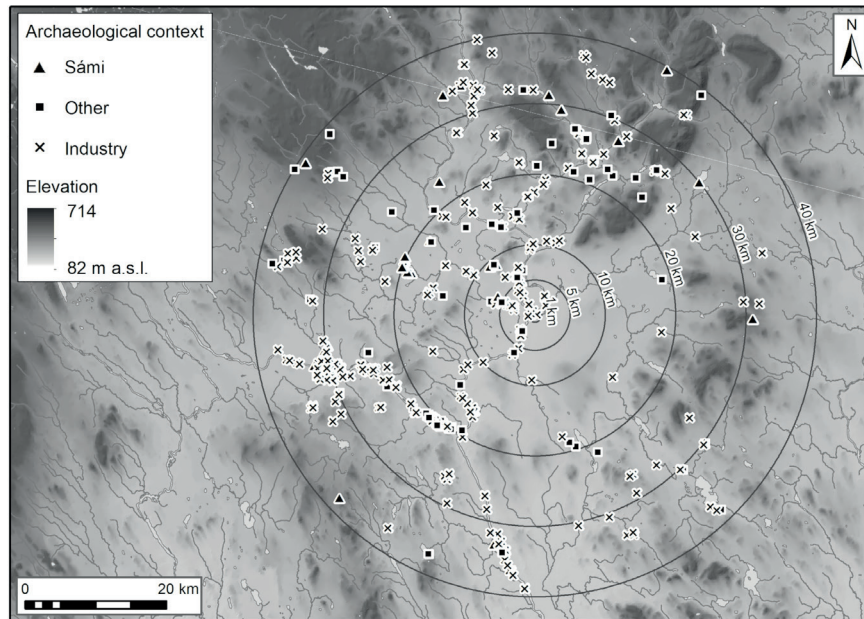 Archaeological context
Sámi
Other
Industry
Elevation
714
82 m a.s.l.
N
1 km
5 km
10 km
20 km
30 km
40 km
0 20 km